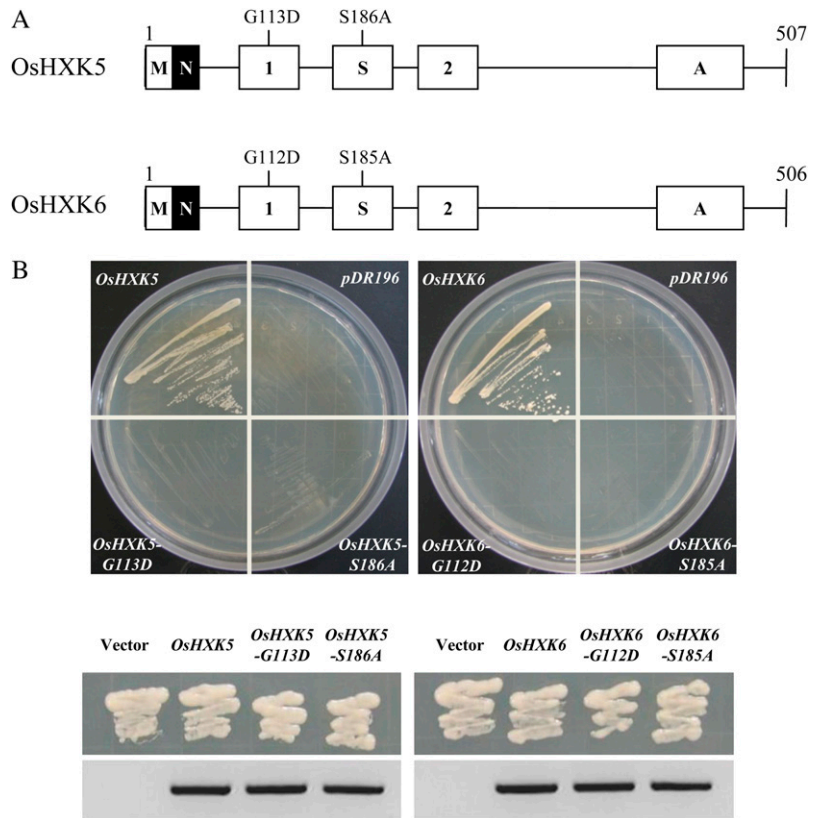 A
G113D S186A
1 507
OsHXK5 M N 1 S 2 A
G112D S185A
1 506
OsHXK6 M N 1 S 2 A
B
OsHXK5 pDR196 OsHXK6 pDR196
OsHXK5-
G113D
OsHXK5-
S186A
OsHXK6-
G112D
OsHXK6-
S185A
Vector OsHXK5 OsHXK5
-G113D OsHXK5
-S186A
Vector OsHXK6 OsHXK6
-G112D OsHXK6
-S185A